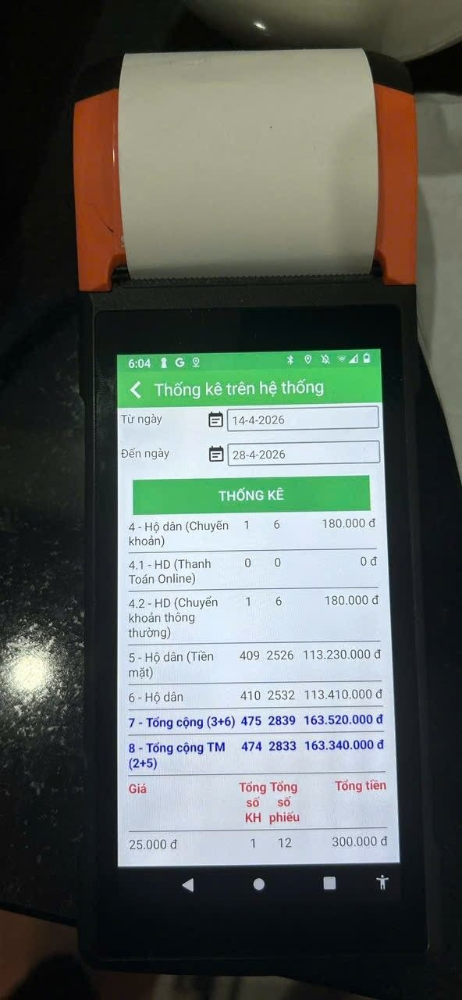 6:04
Thống kê trên hệ thống
Từ ngày 14-4-2026
Đến ngày 28-4-2026
THỐNG KÊ
4 - Hộ dân (Chuyển 1 6 180.000 đ
khoản)
4.1 - HD (Thanh 0 0 0 đ
Toán Online)
4.2 - HD (Chuyển 1 6 180.000 đ
khoản thông
thường)
5 - Hộ dân (Tiền 409 2526 113.230.000 đ
mặt)
6 - Hộ dân 410 2532 113.410.000 đ
7 - Tổng cộng (3+6) 475 2839 163.520.000 đ
8 - Tổng cộng TM 474 2833 163.340.000 đ
(2+5)
Giá Tổng Tổng Tổng tiền
số số
KH phiếu
25.000 đ 1 12 300.000 đ